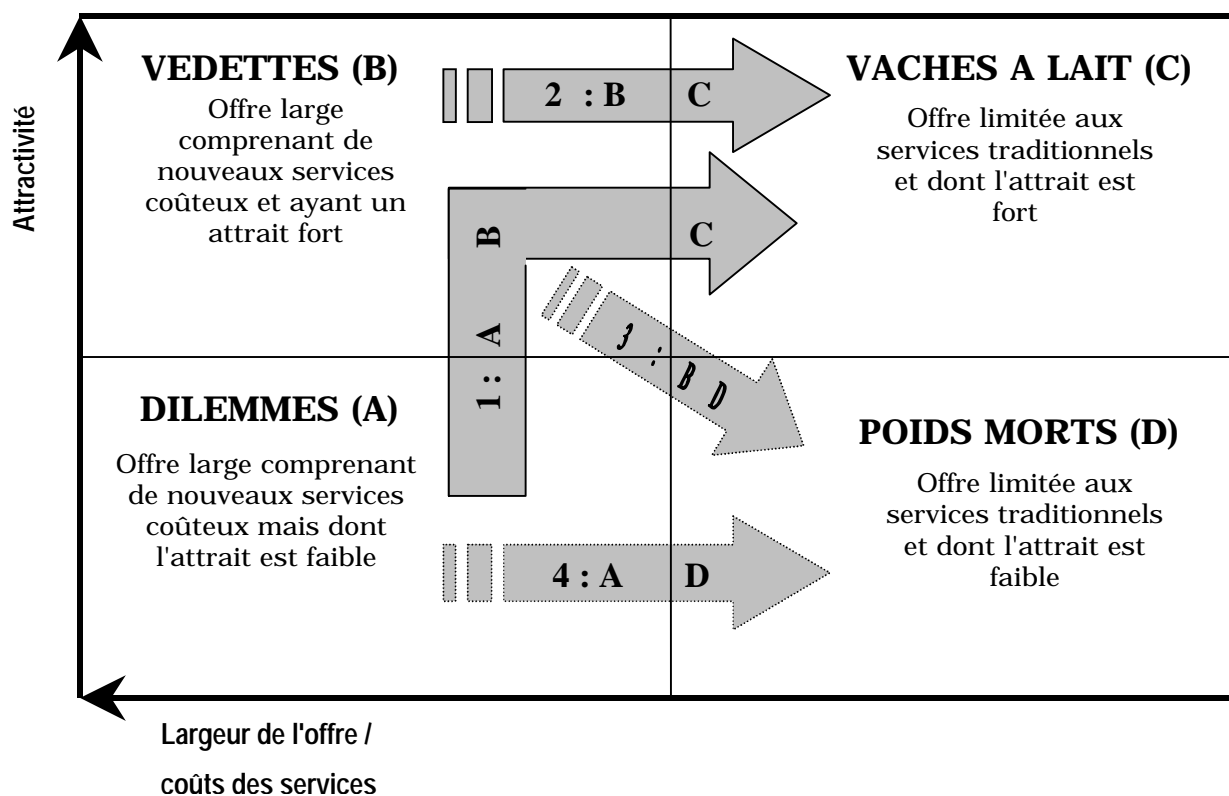 Attractivité
VEDETTES (B)
Offre large
comprenant de
nouveaux services
coûteux et ayant un
attrait fort
2 : B C
VACHES A LAIT (C)
Offre limitée aux
services traditionnels
et dont l'attrait est
fort
1 : A B C
3 : B D
DILEMMES (A)
Offre large comprenant
de nouveaux services
coûteux mais dont
l'attrait est faible
4 : A D
POIDS MORTS (D)
Offre limitée aux
services traditionnels
et dont l'attrait est
faible
Largeur de l'offre /
coûts des services